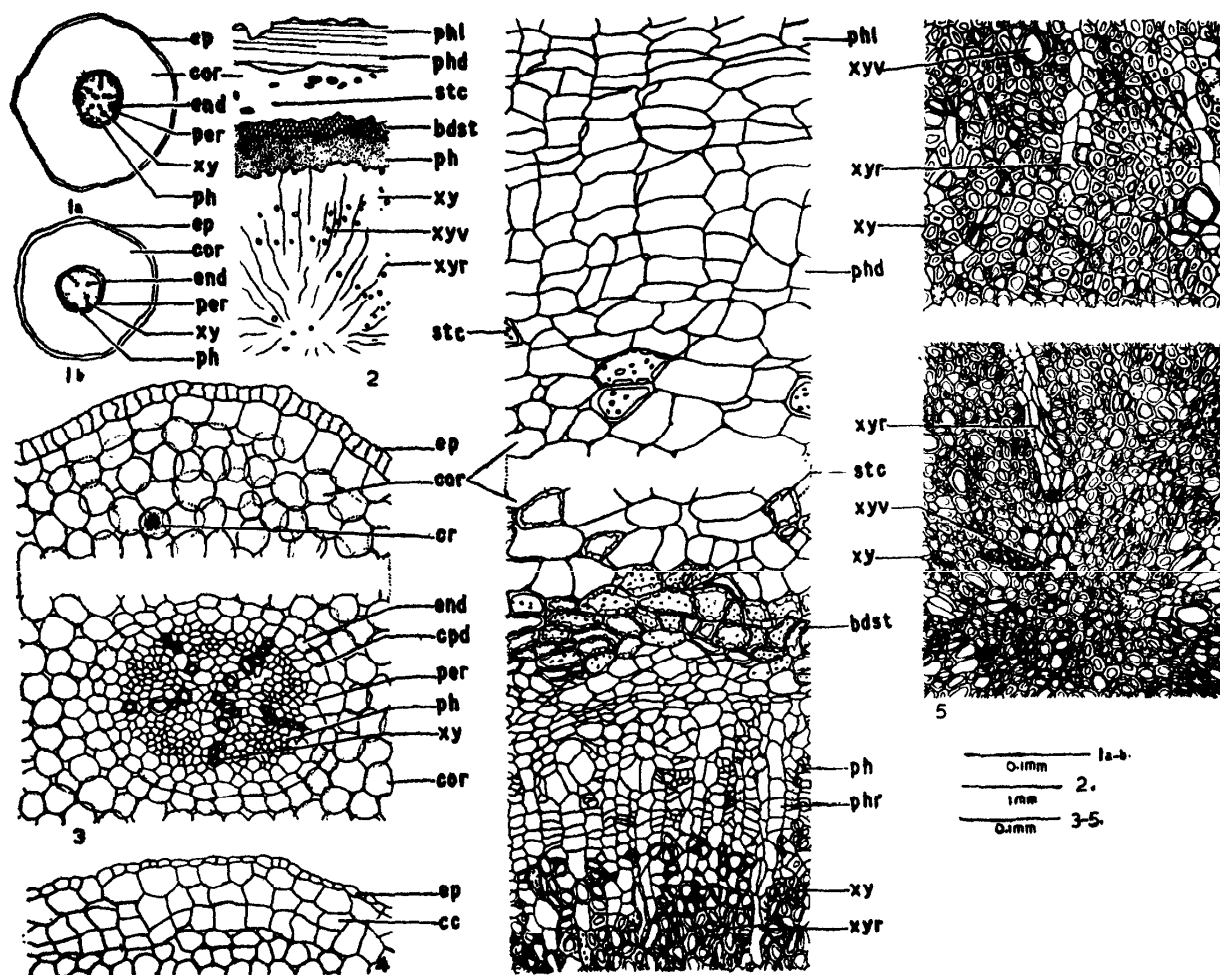 ep
cor
end
per
xy
ph
1a
ep
cor
end
per
xy
ph
1b
phl
phd
stc
bdst
ph
xy
xyv
xyr
2
ep
cor
cr
end
cpd
per
ph
xy
cor
3
ep
cc
4
phl
phd
stc
stc
bdst
ph
phr
xy
xyr
xyv
xyr
xy
xyr
xyv
xy
5
0.1mm 1a-b.
1mm 2.
0.1mm 3-5.